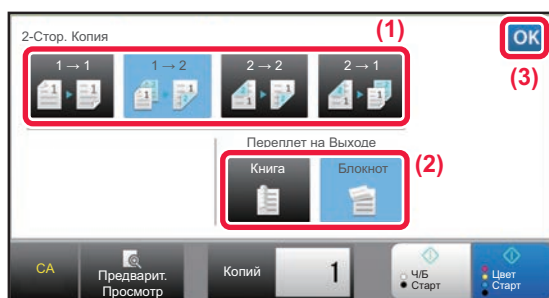 2-Стор. Копия
(1)
OK
(3)
1 → 1
1 → 2
2 → 2
2 → 1
Переплет на Выходе
Книга
Блокнот
(2)
CA
Предварит.
Просмотр
Копий
1
Ч/Б
Старт
Цвет
Старт